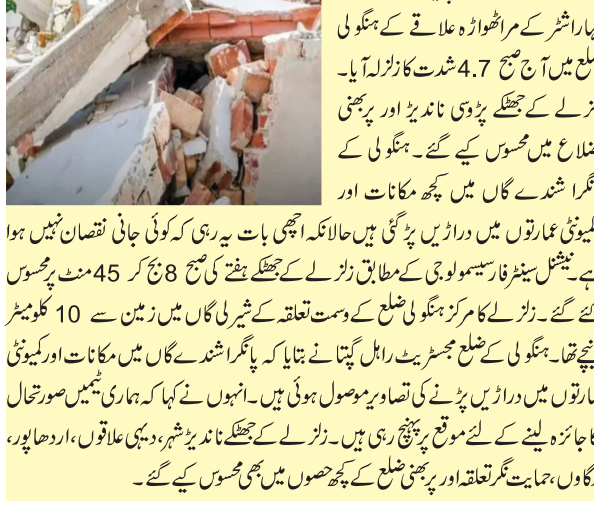 ہاراشٹر کے مراٹھواڑہ علاقے کے ہنگولی
ضلع میں آج صبح 4.7 شدت کا زلزلہ آیا۔
زلزلے کے جھٹکے پڑوسی ناندیڑ اور پربھنی
ضلاع میں محسوس کیے گئے۔ ہنگولی کے
نگرا شندے گاں میں کچھ مکانات اور
کمیونٹی عمارتوں میں دراڑیں پڑ گئی ہیں حالانکہ اچھی بات یہ رہی کہ کوئی جانی نقصان نہیں ہوا
ہے۔ نیشنل سینٹر فار سیسمولوجی کے مطابق زلزلے کے جھٹکے ہفتے کی صبح 8 بج کر 45 منٹ پر محسوس
کئے گئے۔ زلزلے کا مرکز ہنگولی ضلع کے وسمت تعلقہ کے شیرلی گاں میں زمین سے 10 کلومیٹر
نیچے تھا۔ ہنگولی کے ضلع مجسٹریٹ راہل گپتا نے بتایا کہ پانگرا شندے گاں میں مکانات اور کمیونٹی
مارتوں میں دراڑیں پڑنے کی تصاویر موصول ہوئی ہیں۔ انہوں نے کہا کہ ہماری ٹیمیں صورتحال
کا جائزہ لینے کے لئے موقع پر پہنچ رہی ہیں۔ زلزلے کے جھٹکے ناندیڑ شہر، دیہی علاقوں، اردھاپور،
گاوں، حمایت نگر تعلقہ اور پربھنی ضلع کے کچھ حصوں میں بھی محسوس کیے گئے۔